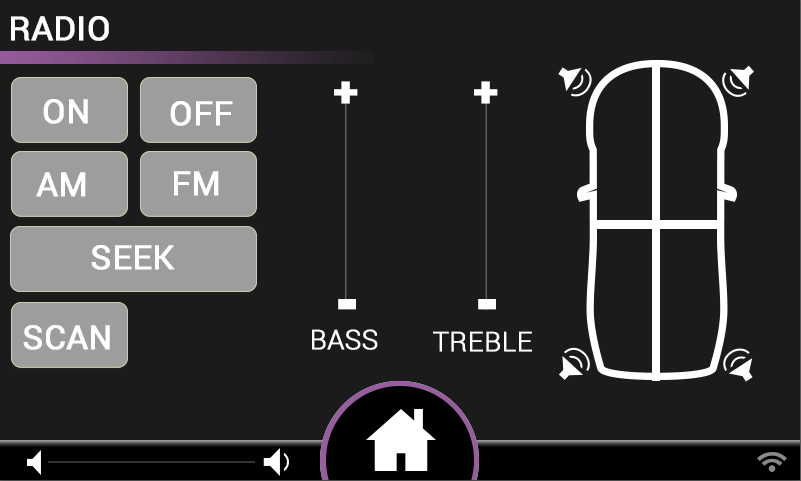 RADIO
ON
OFF
AM
FM
SEEK
SCAN
BASS
TREBLE